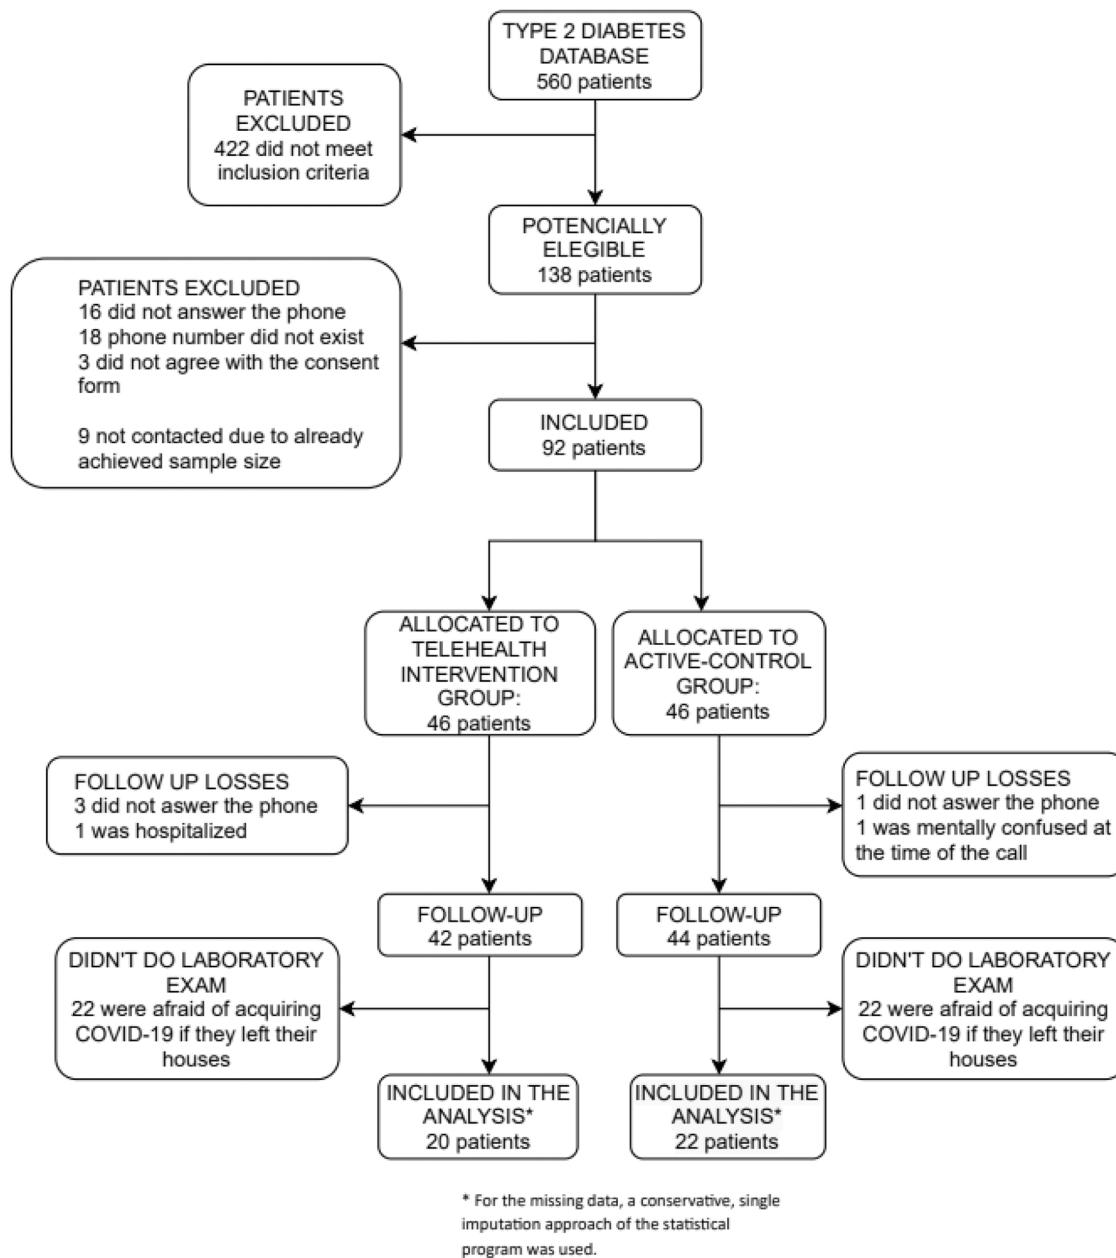 TYPE 2 DIABETES
DATABASE
560 patients
PATIENTS
EXCLUDED
422 did not meet
inclusion criteria
POTENCIALLY
ELEGIBLE
138 patients
PATIENTS EXCLUDED
16 did not answer the phone
18 phone number did not exist
3 did not agree with the consent
form
9 not contacted due to already
achieved sample size
INCLUDED
92 patients
ALLOCATED TO
TELEHEALTH
INTERVENTION
GROUP:
46 patients
ALLOCATED TO
ACTIVE-CONTROL
GROUP:
46 patients
FOLLOW UP LOSSES
3 did not aswer the phone
1 was hospitalized
FOLLOW UP LOSSES
1 did not aswer the phone
1 was mentally confused at
the time of the call
FOLLOW-UP
42 patients
FOLLOW-UP
44 patients
DIDN'T DO LABORATORY
EXAM
22 were afraid of acquiring
COVID-19 if they left their
houses
DIDN'T DO LABORATORY
EXAM
22 were afraid of acquiring
COVID-19 if they left their
houses
INCLUDED IN THE
ANALYSIS*
20 patients
INCLUDED IN THE
ANALYSIS*
22 patients
* For the missing data, a conservative, single
imputation approach of the statistical
program was used.